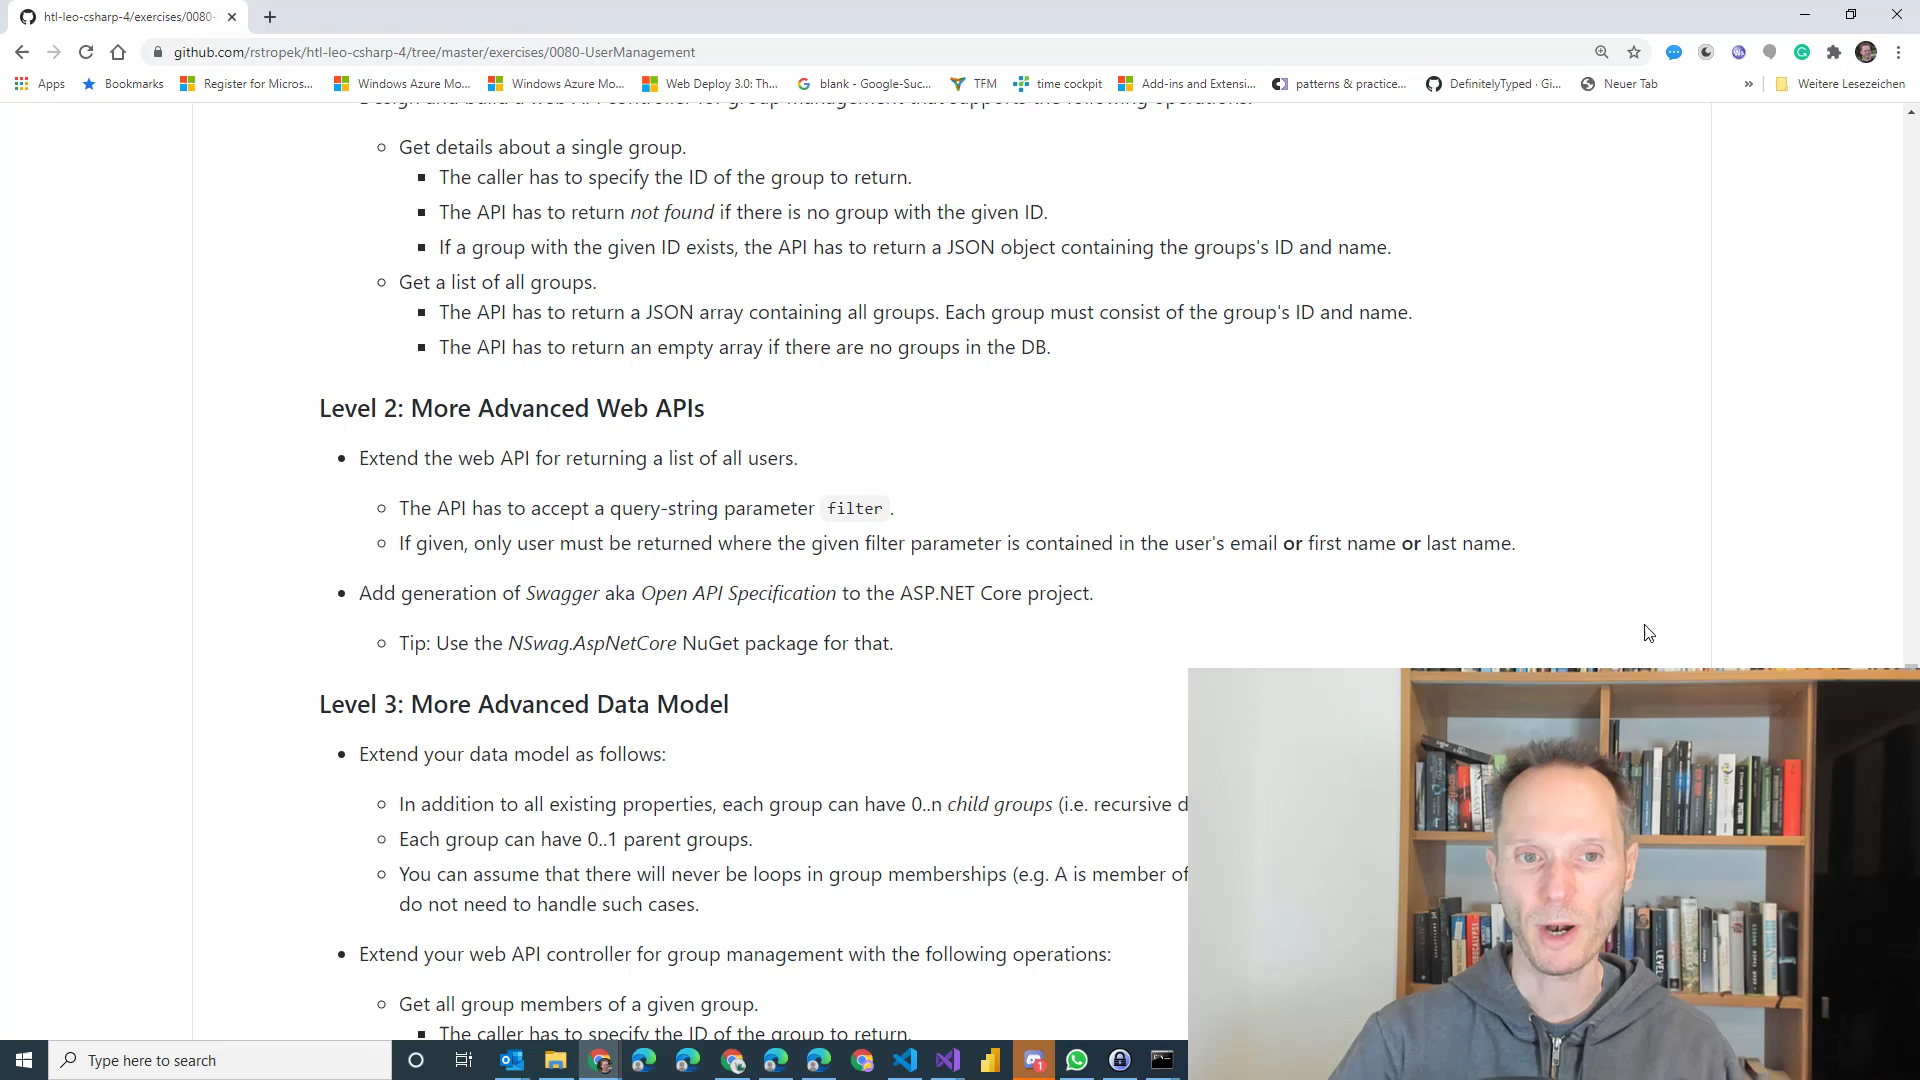 htl-leo-csharp-4/exercises/0080-
github.com/rstropek/htl-leo-csharp-4/tree/master/exercises/0080-UserManagement
Apps Bookmarks Register for Micros... Windows Azure Mo... Windows Azure Mo... Web Deploy 3.0: Th... blank - Google-Suc... TFM time cockpit Add-ins and Extensi... patterns & practice... DefinitelyTyped · Gi... Neuer Tab » Weitere Lesezeichen
Design and build a web API controller for group management that supports the following operations:
Get details about a single group.
The caller has to specify the ID of the group to return.
The API has to return not found if there is no group with the given ID.
If a group with the given ID exists, the API has to return a JSON object containing the groups's ID and name.
Get a list of all groups.
The API has to return a JSON array containing all groups. Each group must consist of the group's ID and name.
The API has to return an empty array if there are no groups in the DB.
Level 2: More Advanced Web APIs
Extend the web API for returning a list of all users.
The API has to accept a query-string parameter filter.
If given, only user must be returned where the given filter parameter is contained in the user's email or first name or last name.
Add generation of Swagger aka Open API Specification to the ASP.NET Core project.
Tip: Use the NSwag.AspNetCore NuGet package for that.
Level 3: More Advanced Data Model
Extend your data model as follows:
In addition to all existing properties, each group can have 0..n child groups (i.e. recursive d
Each group can have 0..1 parent groups.
You can assume that there will never be loops in group memberships (e.g. A is member of
do not need to handle such cases.
Extend your web API controller for group management with the following operations:
Get all group members of a given group.
The caller has to specify the ID of the group to return.
Type here to search